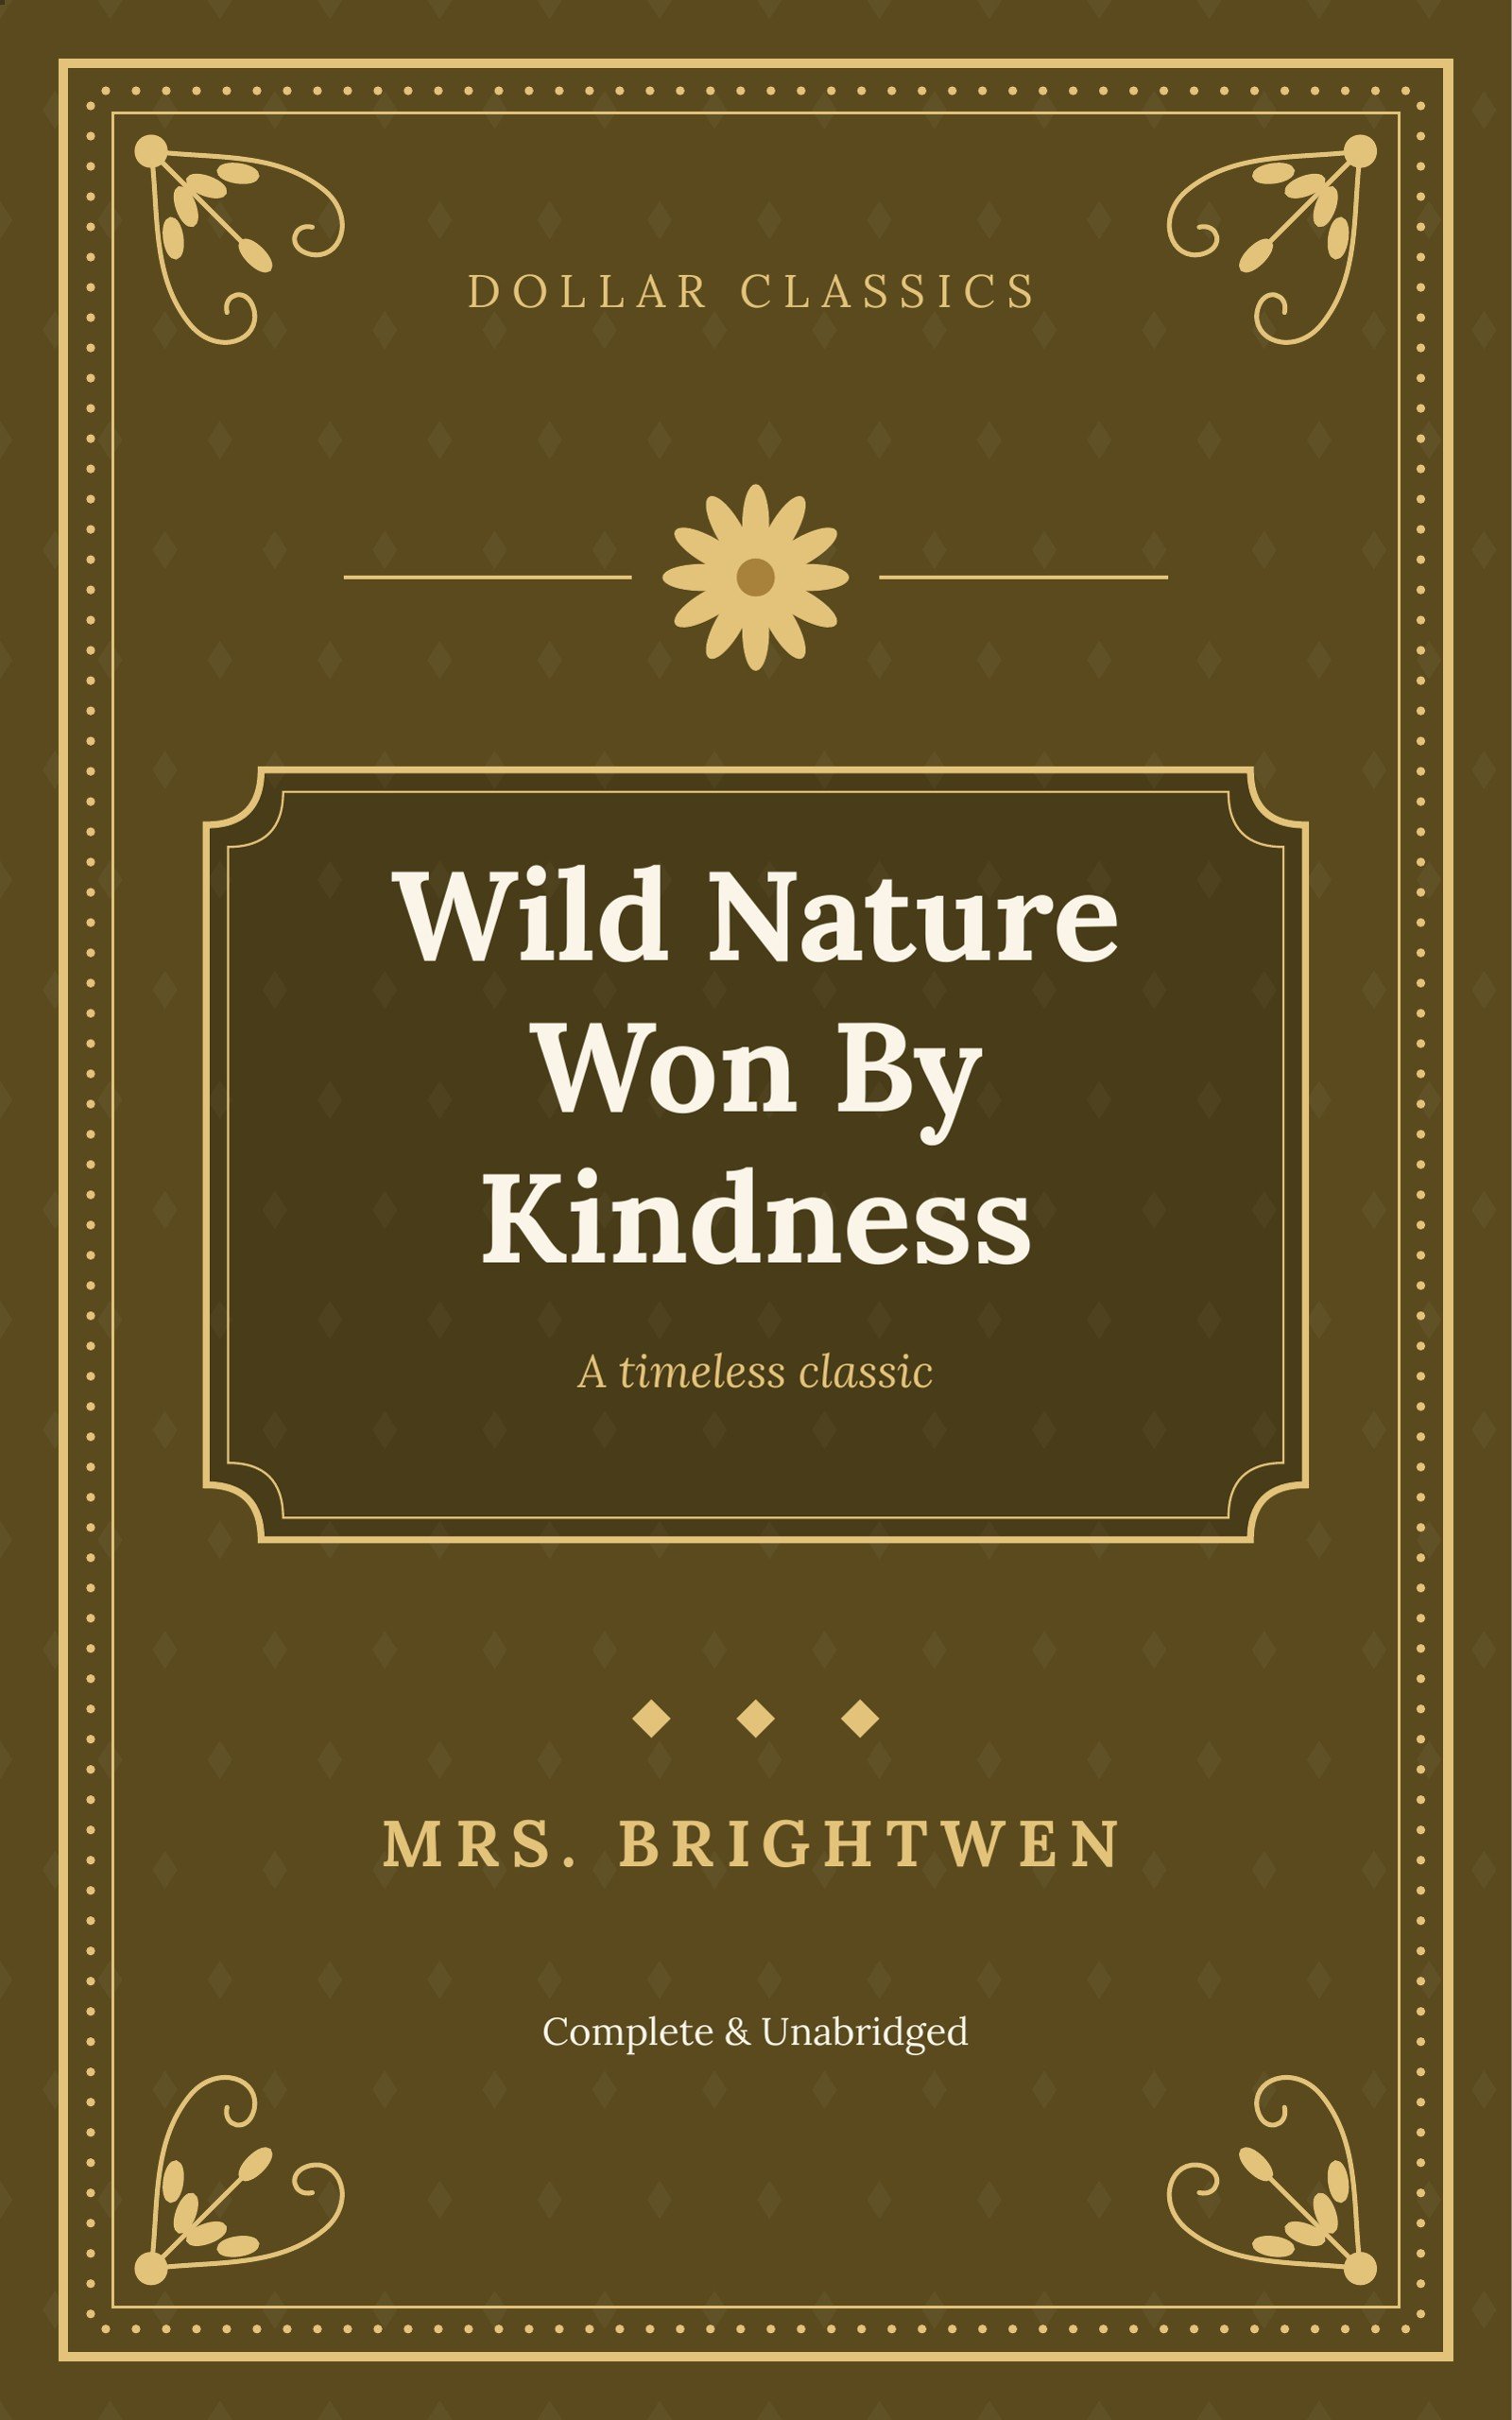 DOLLAR CLASSICS
Wild Nature
Won By
Kindness
A timeless classic
MRS. BRIGHTWEN
Complete & Unabridged